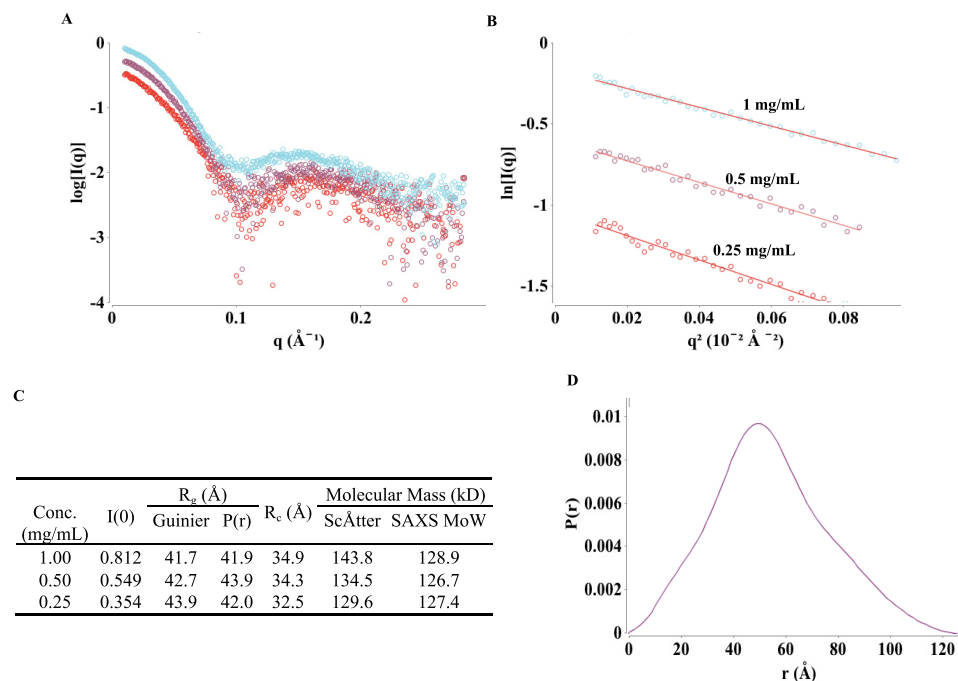 A
0
-1
-2
-3
-4
log[I(q)]
0
0.1
0.2
q (Å⁻¹)
B
0
-0.5
-1
-1.5
ln[I(q)]
1 mg/mL
0.5 mg/mL
0.25 mg/mL
0.02
0.04
0.06
0.08
q² (10⁻² Å⁻²)
C
Rg (Å) Molecular Mass (kD)
Conc. (mg/mL) I(0) Guinier P(r) Rc (Å) ScÅtter SAXS MoW
1.00 0.812 41.7 41.9 34.9 143.8 128.9
0.50 0.549 42.7 43.9 34.3 134.5 126.7
0.25 0.354 43.9 42.0 32.5 129.6 127.4
D
0.01
0.008
0.006
0.004
0.002
0
P(r)
0 20 40 60 80 100 120
r (Å)